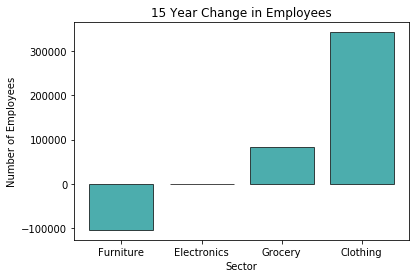 15 Year Change in Employees
Number of Employees
300000
200000
100000
0
−100000
Furniture Electronics Grocery Clothing
Sector